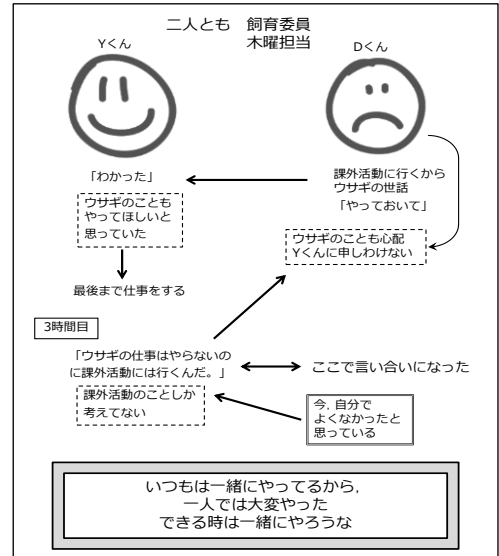 二人とも 飼育委員
木曜担当
Yくん
Dくん
「わかった」
課外活動に行くから
ウサギの世話
「やっておいて」
ウサギのことも
やってほしいと
思っていた
ウサギのことも心配
Yくんに申しわけない
最後まで仕事をする
3時間目
「ウサギの仕事はやらないの
に課外活動には行くんだ。」
ここで言い合いになった
課外活動のことしか
考えてない
今, 自分で
よくなかったと
思っている
いつもは一緒にやってるから,
一人では大変やった
できる時は一緒にやろうな